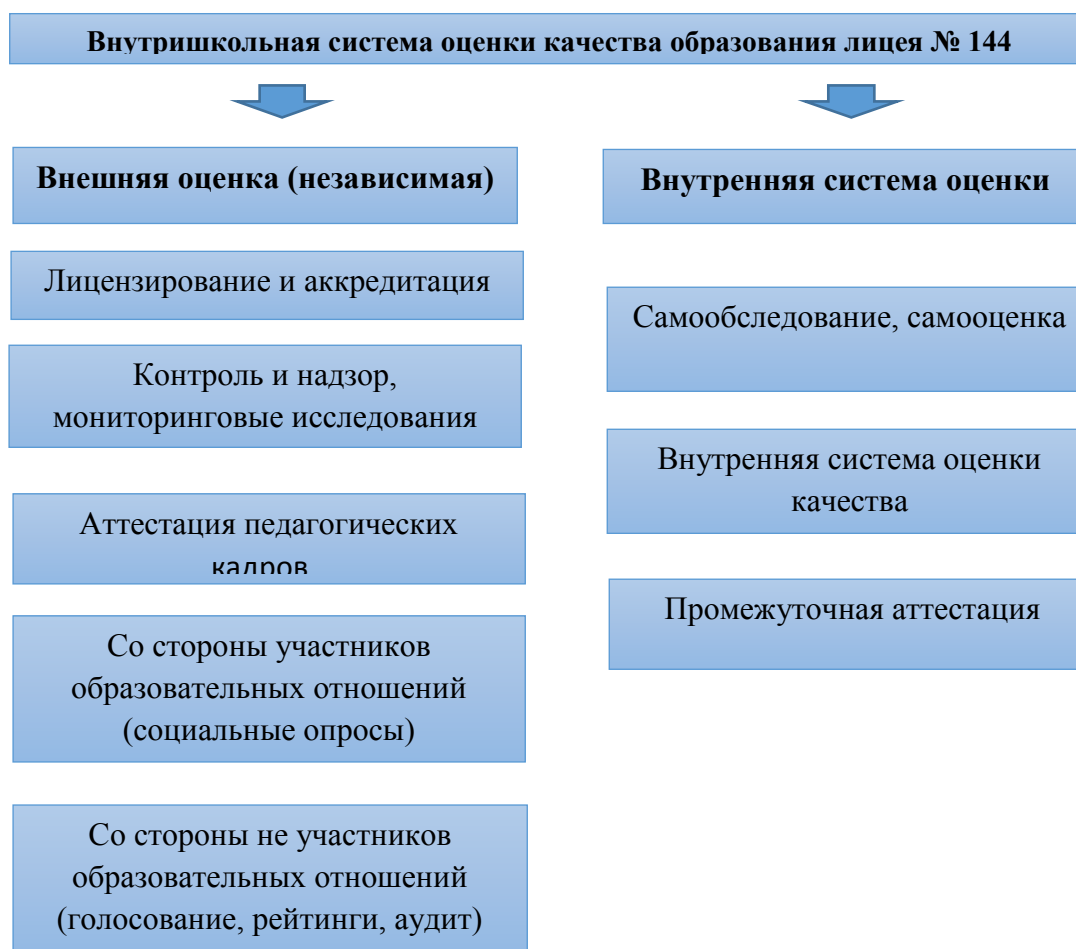 Внутришкольная система оценки качества образования лицея № 144
Внешняя оценка (независимая)
Лицензирование и аккредитация
Контроль и надзор,
мониторинговые исследования
Аттестация педагогических
кадров
Со стороны участников
образовательных отношений
(социальные опросы)
Со стороны не участников
образовательных отношений
(голосование, рейтинги, аудит)
Внутренняя система оценки
Самообследование, самооценка
Внутренняя система оценки
качества
Промежуточная аттестация